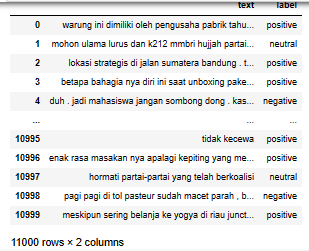 text label
0 warung ini dimiliki oleh pengusaha pabrik tahu... positive
1 mohon ulama lurus dan k212 mmbri hujjah partai... neutral
2 lokasi strategis di jalan sumatera bandung . t... positive
3 betapa bahagia nya diri ini saat unboxing pake... positive
4 duh . jadi mahasiswa jangan sombong dong . kas... negative
... ... ...
10995 tidak kecewa positive
10996 enak rasa masakan nya apalagi kepiting yang me... positive
10997 hormati partai-partai yang telah berkoalisi neutral
10998 pagi pagi di tol pasteur sudah macet parah , b... negative
10999 meskipun sering belanja ke yogya di riau junct... positive
11000 rows × 2 columns